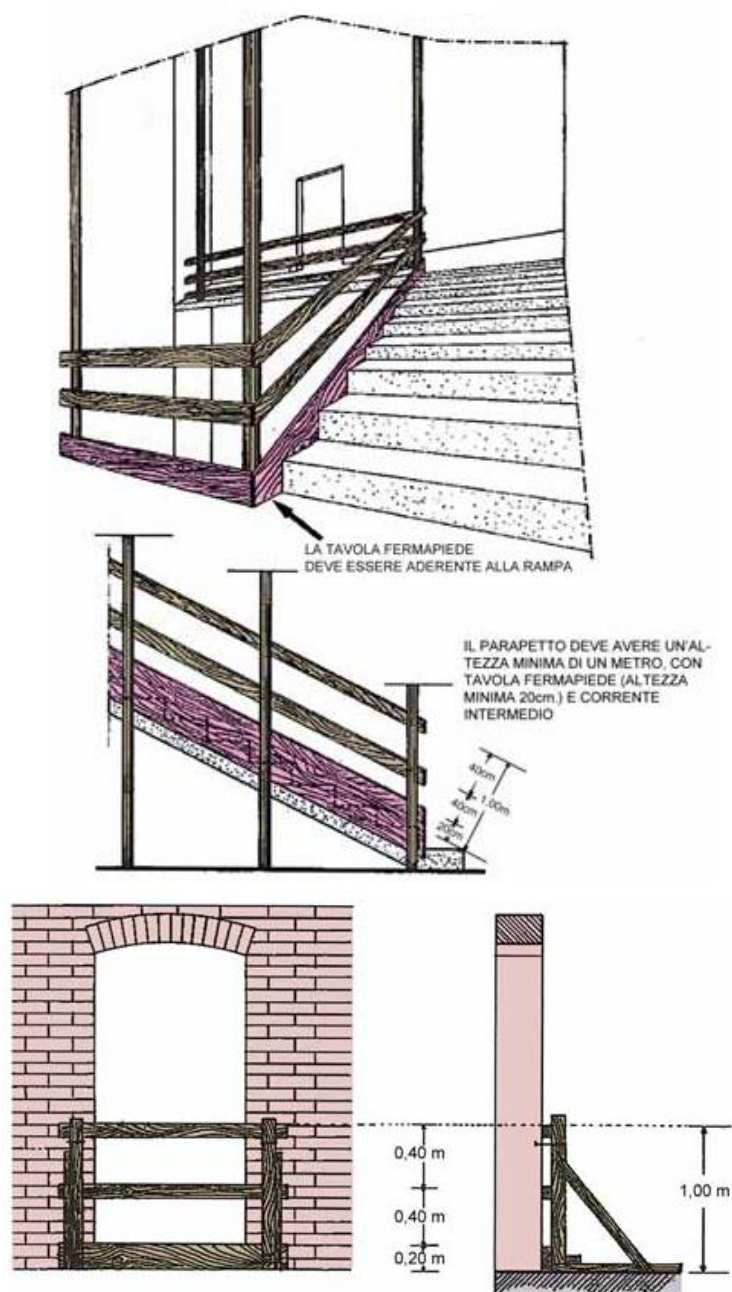 LA TAVOLA FERMAPIEDE
DEVE ESSERE ADERENTE ALLA RAMPA
IL PARAPETTO DEVE AVERE UN'AL-
TEZZA MINIMA DI UN METRO, CON
TAVOLA FERMAPIEDE (ALTEZZA
MINIMA 20cm.) E CORRENTE
INTERMEDIO
40cm
40cm
1,00m
20cm
0,40 m
0,40 m
0,20 m
1,00 m